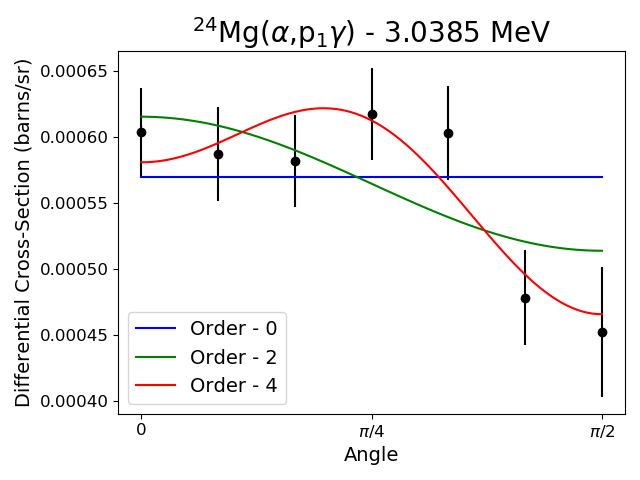 ²⁴Mg(α,p₁γ) - 3.0385 MeV
Differential Cross-Section (barns/sr)
0.00065
0.00060
0.00055
0.00050
0.00045
0.00040
Order - 0
Order - 2
Order - 4
0 π/4 π/2
Angle